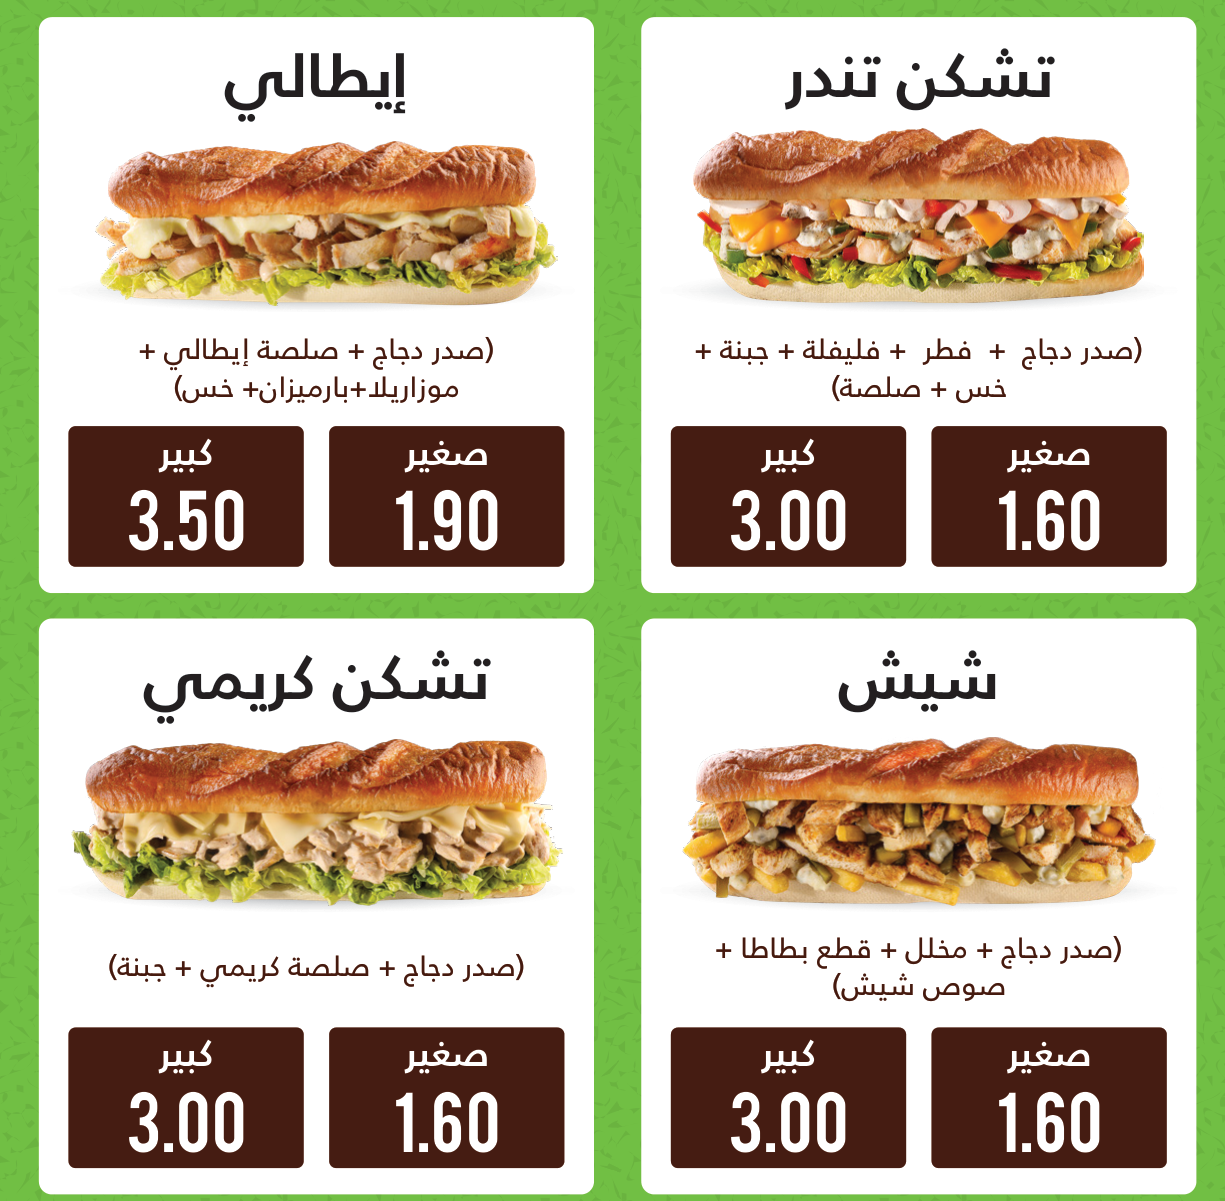 تشكن تندر
(صدر دجاج + فطر + فليفلة + جبنة +
خس + صلصة)
صغير
1.60
كبير
3.00
إيطالي
(صدر دجاج + صلصة إيطالي +
موزاريلا+بارميزان+ خس)
صغير
1.90
كبير
3.50
شيش
(صدر دجاج + مخلل + قطع بطاطا +
صوص شيش)
صغير
1.60
كبير
3.00
تشكن كريمي
(صدر دجاج + صلصة كريمي + جبنة)
صغير
1.60
كبير
3.00